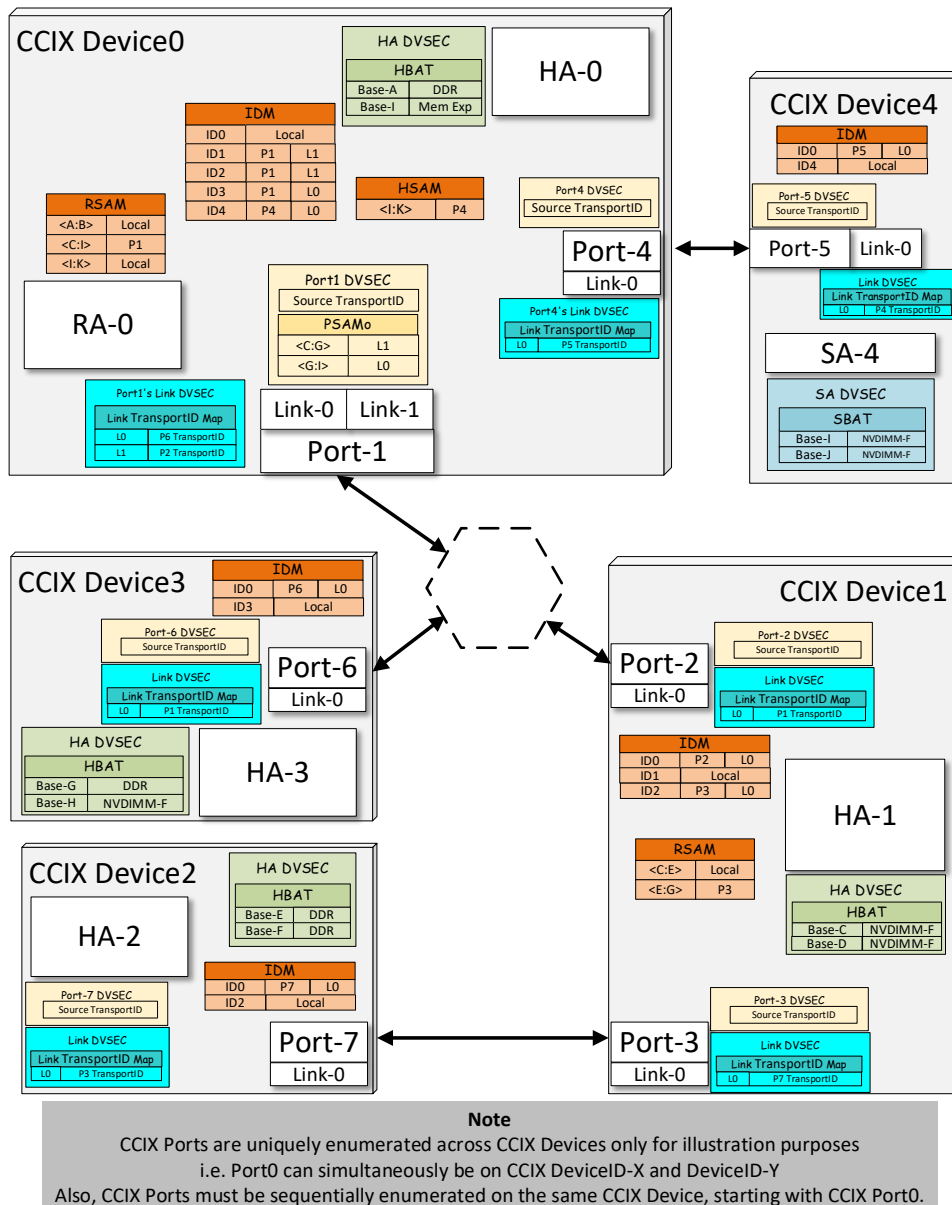 CCIX Device0
HA DVSEC
HBAT
Base-A DDR
Base-I Mem Exp
HA-0
IDM
ID0 Local
ID1 P1 L1
ID2 P1 L1
ID3 P1 L0
ID4 P4 L0
HSAM
<I:K> P4
RSAM
<A:B> Local
<C:I> P1
<I:K> Local
RA-0
Port4 DVSEC
Source TransportID
Port-4
Link-0
Port4's Link DVSEC
Link TransportID Map
L0 P5 TransportID
Port1 DVSEC
Source TransportID
PSAMo
<C:G> L1
<G:I> L0
Port1's Link DVSEC
Link TransportID Map
L0 P6 TransportID
L1 P2 TransportID
Link-0 Link-1
Port-1
CCIX Device4
IDM
ID0 P5 L0
ID4 Local
Port-5 DVSEC
Source TransportID
Port-5 Link-0
Link DVSEC
Link TransportID Map
L0 P4 TransportID
SA-4
SA DVSEC
SBAT
Base-I NVDIMM-F
Base-J NVDIMM-F
CCIX Device3
IDM
ID0 P6 L0
ID3 Local
Port-6 DVSEC
Source TransportID
Port-6
Link-0
Link DVSEC
Link TransportID Map
L0 P1 TransportID
HA DVSEC
HBAT
Base-G DDR
Base-H NVDIMM-F
HA-3
CCIX Device1
Port-2
Link-0
Port-2 DVSEC
Source TransportID
Link DVSEC
Link TransportID Map
L0 P1 TransportID
IDM
ID0 P2 L0
ID1 Local
ID2 P3 L0
HA-1
RSAM
<C:E> Local
<E:G> P3
HA DVSEC
HBAT
Base-C NVDIMM-F
Base-D NVDIMM-F
Port-3 DVSEC
Source TransportID
Port-3
Link-0
Link DVSEC
Link TransportID Map
L0 P7 TransportID
CCIX Device2
HA DVSEC
HBAT
Base-E DDR
Base-F DDR
HA-2
IDM
ID0 P7 L0
ID2 Local
Port-7 DVSEC
Source TransportID
Link DVSEC
Link TransportID Map
L0 P3 TransportID
Port-7
Link-0
Note
CCIX Ports are uniquely enumerated across CCIX Devices only for illustration purposes
i.e. Port0 can simultaneously be on CCIX DeviceID-X and DeviceID-Y
Also, CCIX Ports must be sequentially enumerated on the same CCIX Device, starting with CCIX Port0.